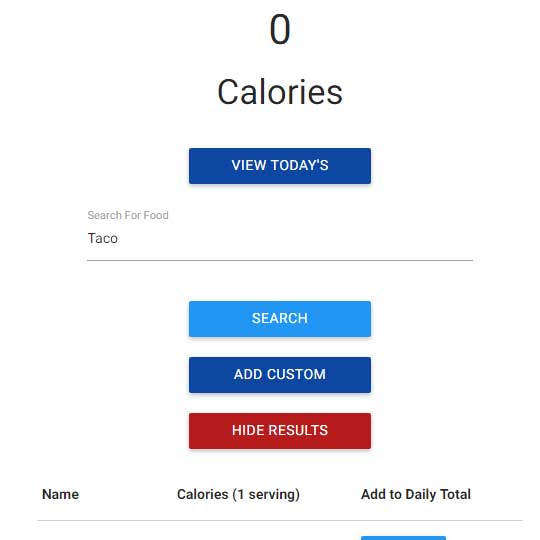 0
Calories
VIEW TODAY'S
Search For Food
Taco
SEARCH
ADD CUSTOM
HIDE RESULTS
Name Calories (1 serving) Add to Daily Total